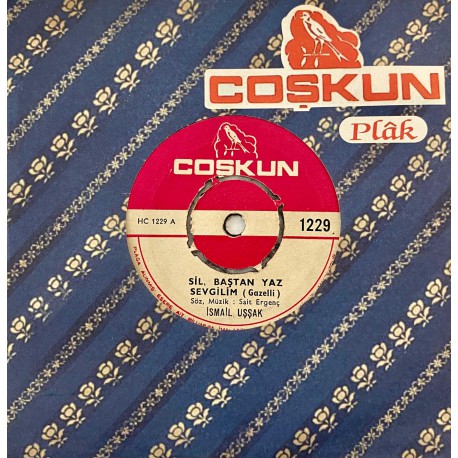 COŞKUN
Plâk
COŞKUN
HC 1229 A
1229
SİL, BAŞTAN YAZ
SEVGİLİM (Gazelli)
Söz, Müzik : Sait Ergenç
İSMAİL UŞŞAK